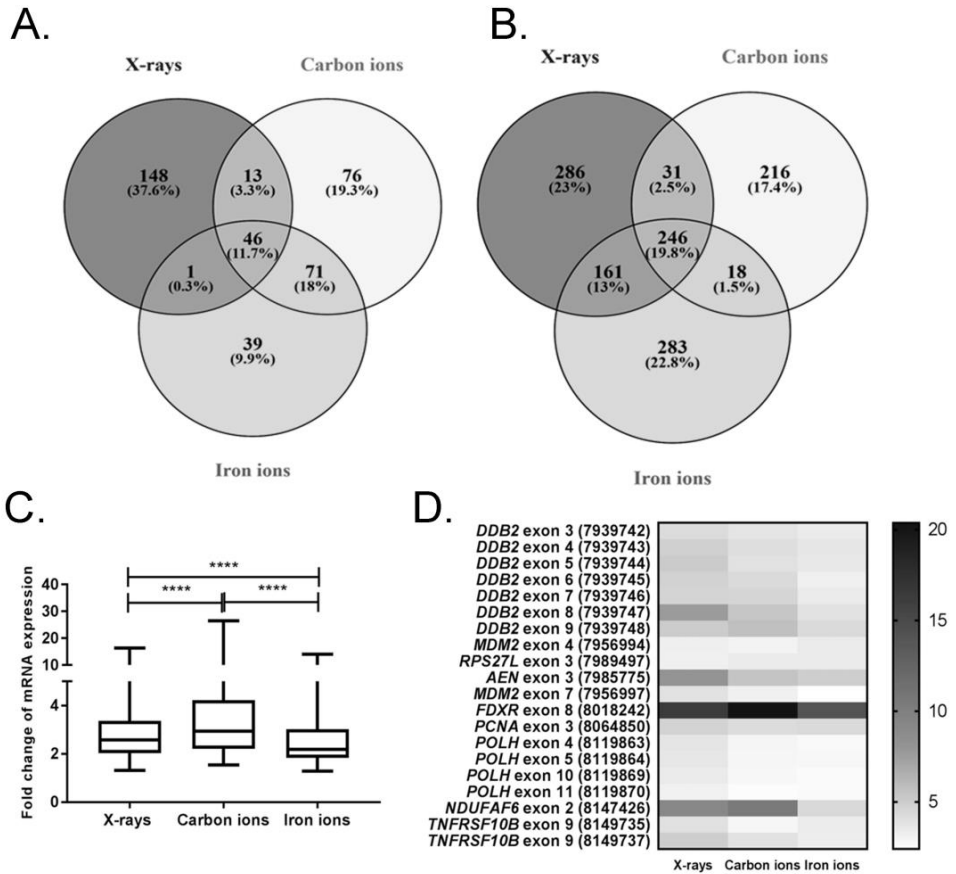 A.
B.
X-rays
Carbon ions
148
(37.6%)
13
(3.3%)
76
(19.3%)
46
(11.7%)
1
(0.3%)
71
(18%)
39
(9.9%)
Iron ions
X-rays
Carbon ions
286
(23%)
31
(2.5%)
216
(17.4%)
246
(19.8%)
161
(13%)
18
(1.5%)
283
(22.8%)
Iron ions
C.
Fold change of mRNA expression
40
30
20
10
4
2
0
****
**** ****
X-rays Carbon ions Iron ions
D.
DDB2 exon 3 (7939742)
DDB2 exon 4 (7939743)
DDB2 exon 5 (7939744)
DDB2 exon 6 (7939745)
DDB2 exon 7 (7939746)
DDB2 exon 8 (7939747)
DDB2 exon 9 (7939748)
MDM2 exon 4 (7956994)
RPS27L exon 3 (7989497)
AEN exon 3 (7985775)
MDM2 exon 7 (7956997)
FDXR exon 8 (8018242)
PCNA exon 3 (8064850)
POLH exon 4 (8119863)
POLH exon 5 (8119864)
POLH exon 10 (8119869)
POLH exon 11 (8119870)
NDUFAF6 exon 2 (8147426)
TNFRSF10B exon 9 (8149735)
TNFRSF10B exon 9 (8149737)
X-rays Carbon ions Iron ions
20
15
10
5